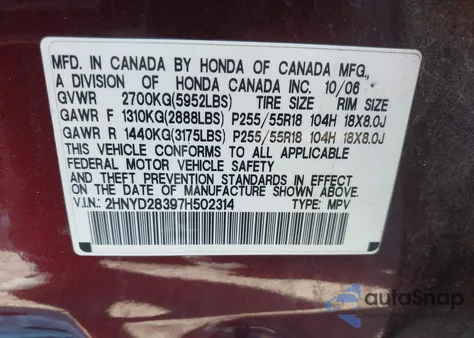 MFD. IN CANADA BY HONDA OF CANADA MFG.,
A DIVISION OF HONDA CANADA INC. 10/06
GVWR 2700KG(5952LBS) TIRE SIZE RIM SIZE
GAWR F 1310KG(2888LBS) P255/55R18 104H 18X8.0J
GAWR R 1440KG(3175LBS) P255/55R18 104H 18X8.0J
THIS VEHICLE CONFORMS TO ALL APPLICABLE
FEDERAL MOTOR VEHICLE SAFETY
AND THEFT PREVENTION STANDARDS IN EFFECT
ON THE DATE OF MANUFACTURE SHOWN ABOVE.
V.I.N.: 2HNYD28397H502314 TYPE: MPV
autoSnap